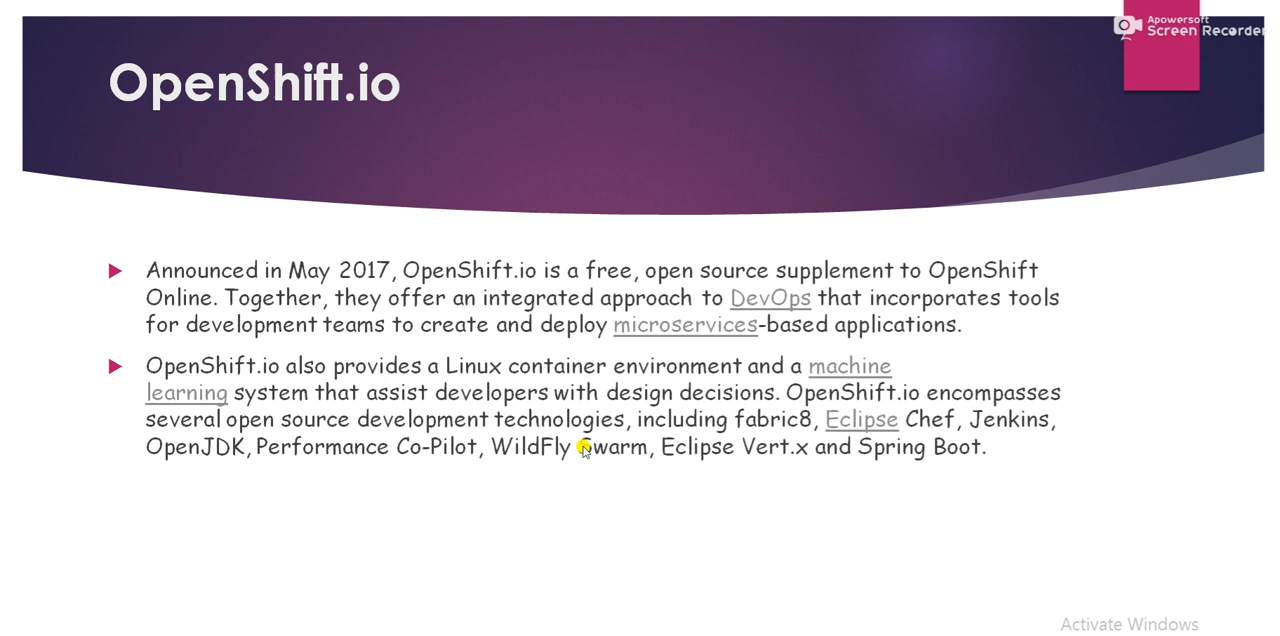 Apowersoft
Screen Recorder
OpenShift.io
Announced in May 2017, OpenShift.io is a free, open source supplement to OpenShift
Online. Together, they offer an integrated approach to DevOps that incorporates tools
for development teams to create and deploy microservices-based applications.
OpenShift.io also provides a Linux container environment and a machine
learning system that assist developers with design decisions. OpenShift.io encompasses
several open source development technologies, including fabric8, Eclipse Chef, Jenkins,
OpenJDK, Performance Co-Pilot, WildFly Swarm, Eclipse Vert.x and Spring Boot.
Activate Windows